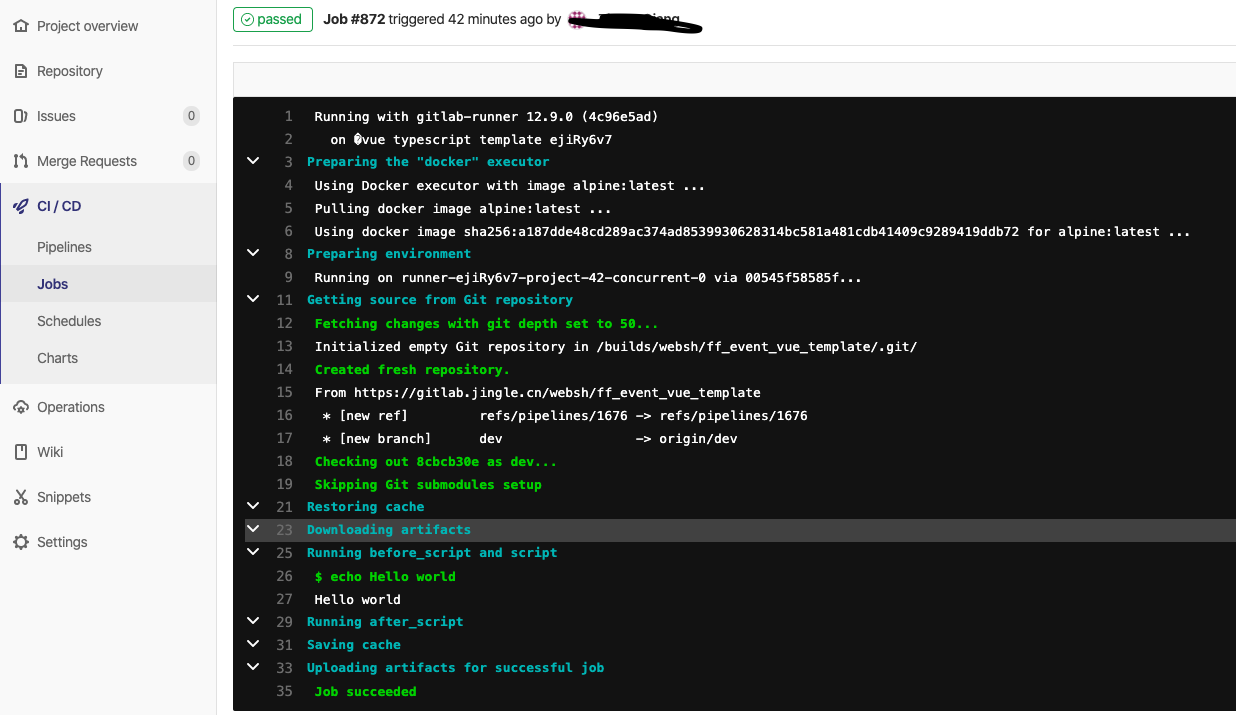 Project overview
Repository
Issues 0
Merge Requests 0
CI / CD
Pipelines
Jobs
Schedules
Charts
Operations
Wiki
Snippets
Settings
passed Job #872 triggered 42 minutes ago by
1 Running with gitlab-runner 12.9.0 (4c96e5ad)
2 on �vue typescript template ejiRy6v7
3 Preparing the "docker" executor
4 Using Docker executor with image alpine:latest ...
5 Pulling docker image alpine:latest ...
6 Using docker image sha256:a187dde48cd289ac374ad8539930628314bc581a481cdb41409c9289419ddb72 for alpine:latest ...
8 Preparing environment
9 Running on runner-ejiRy6v7-project-42-concurrent-0 via 00545f58585f...
11 Getting source from Git repository
12 Fetching changes with git depth set to 50...
13 Initialized empty Git repository in /builds/websh/ff_event_vue_template/.git/
14 Created fresh repository.
15 From https://gitlab.jingle.cn/websh/ff_event_vue_template
16 * [new ref] refs/pipelines/1676 -> refs/pipelines/1676
17 * [new branch] dev -> origin/dev
18 Checking out 8cbcb30e as dev...
19 Skipping Git submodules setup
21 Restoring cache
23 Downloading artifacts
25 Running before_script and script
26 $ echo Hello world
27 Hello world
29 Running after_script
31 Saving cache
33 Uploading artifacts for successful job
35 Job succeeded